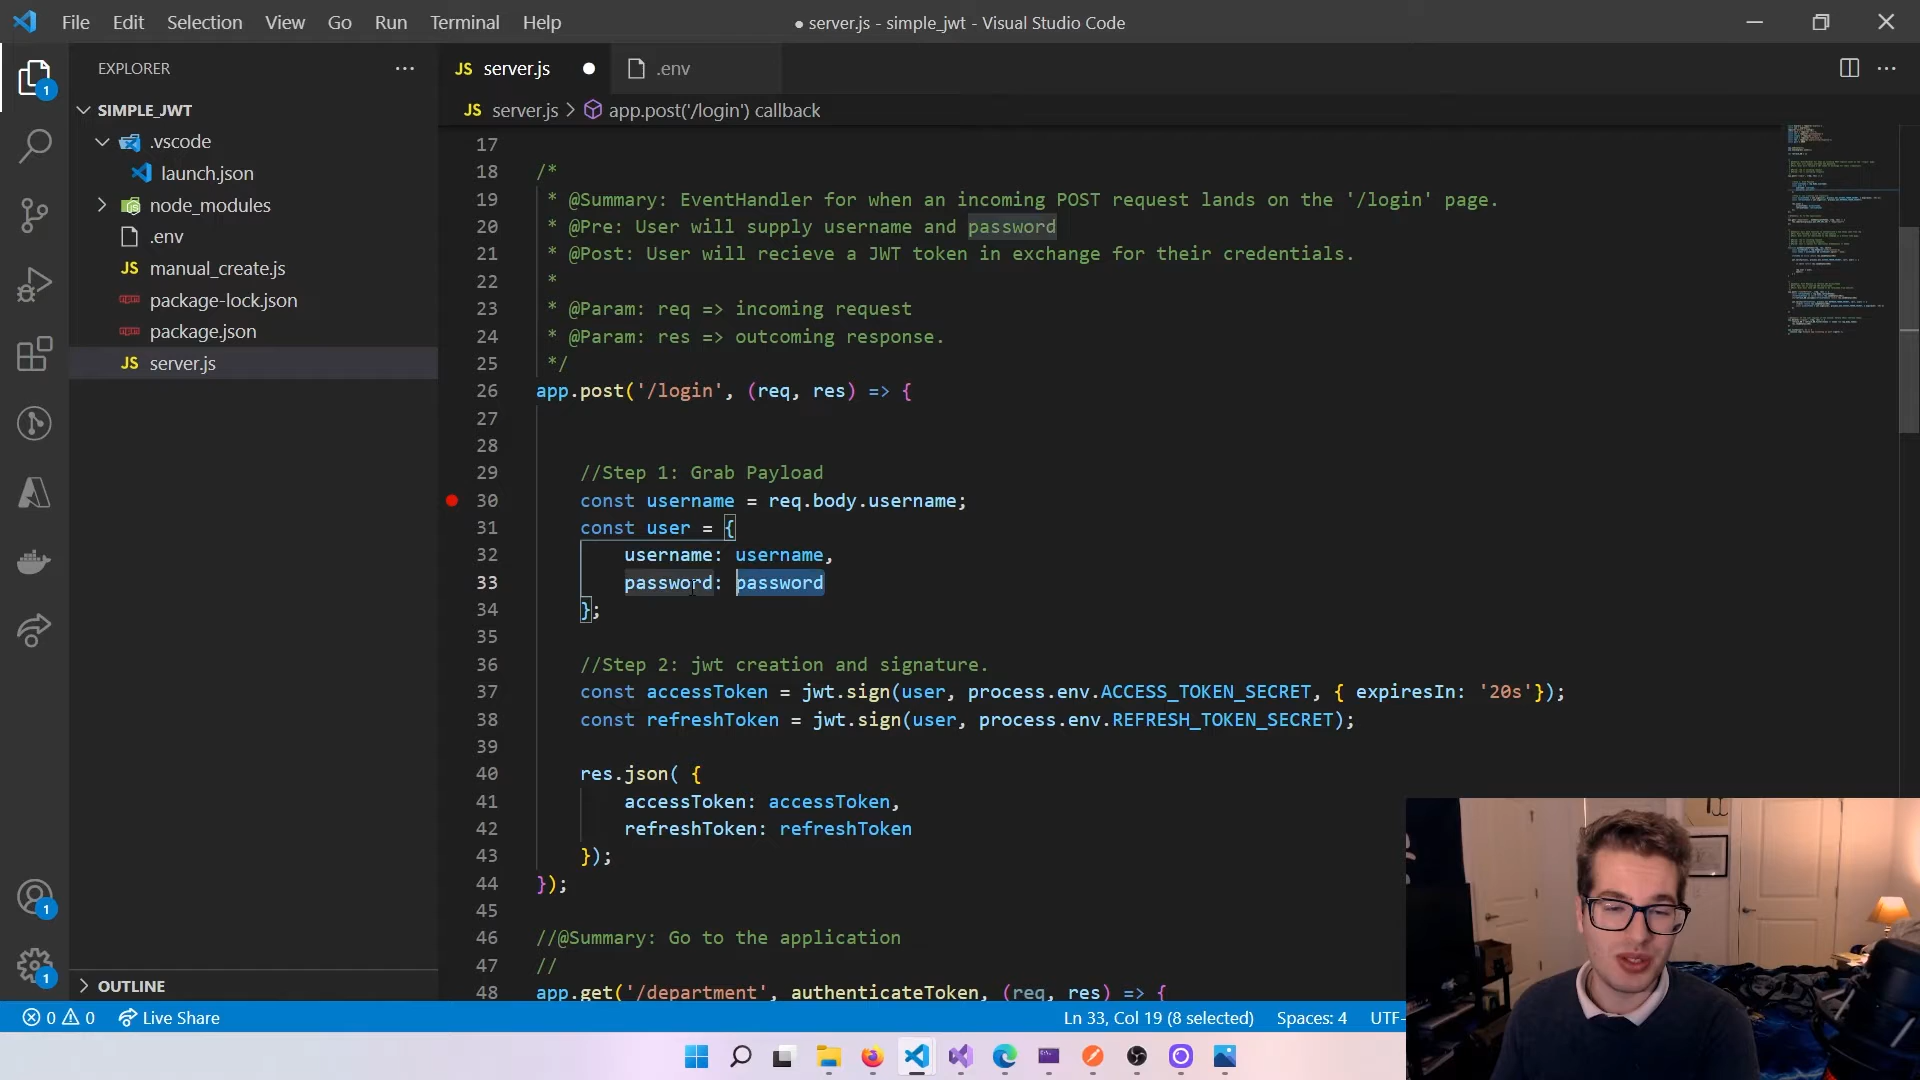 File Edit Selection View Go Run Terminal Help
● server.js - simple_jwt - Visual Studio Code
EXPLORER
SIMPLE_JWT
.vscode
launch.json
node_modules
.env
JS manual_create.js
package-lock.json
package.json
JS server.js
OUTLINE
JS server.js
.env
JS server.js > app.post('/login') callback
17
18 /*
19 * @Summary: EventHandler for when an incoming POST request lands on the '/login' page.
20 * @Pre: User will supply username and password
21 * @Post: User will recieve a JWT token in exchange for their credentials.
22 *
23 * @Param: req => incoming request
24 * @Param: res => outcoming response.
25 */
26 app.post('/login', (req, res) => {
27
28
29 //Step 1: Grab Payload
30 const username = req.body.username;
31 const user = {
32 username: username,
33 password: password
34 };
35
36 //Step 2: jwt creation and signature.
37 const accessToken = jwt.sign(user, process.env.ACCESS_TOKEN_SECRET, { expiresIn: '20s'});
38 const refreshToken = jwt.sign(user, process.env.REFRESH_TOKEN_SECRET);
39
40 res.json( {
41 accessToken: accessToken,
42 refreshToken: refreshToken
43 });
44 });
45
46 //@Summary: Go to the application
47 //
48 app.get('/department', authenticateToken, (req, res) => {
1
1
1
0 0 Live Share
Ln 33, Col 19 (8 selected) Spaces: 4 UTF-